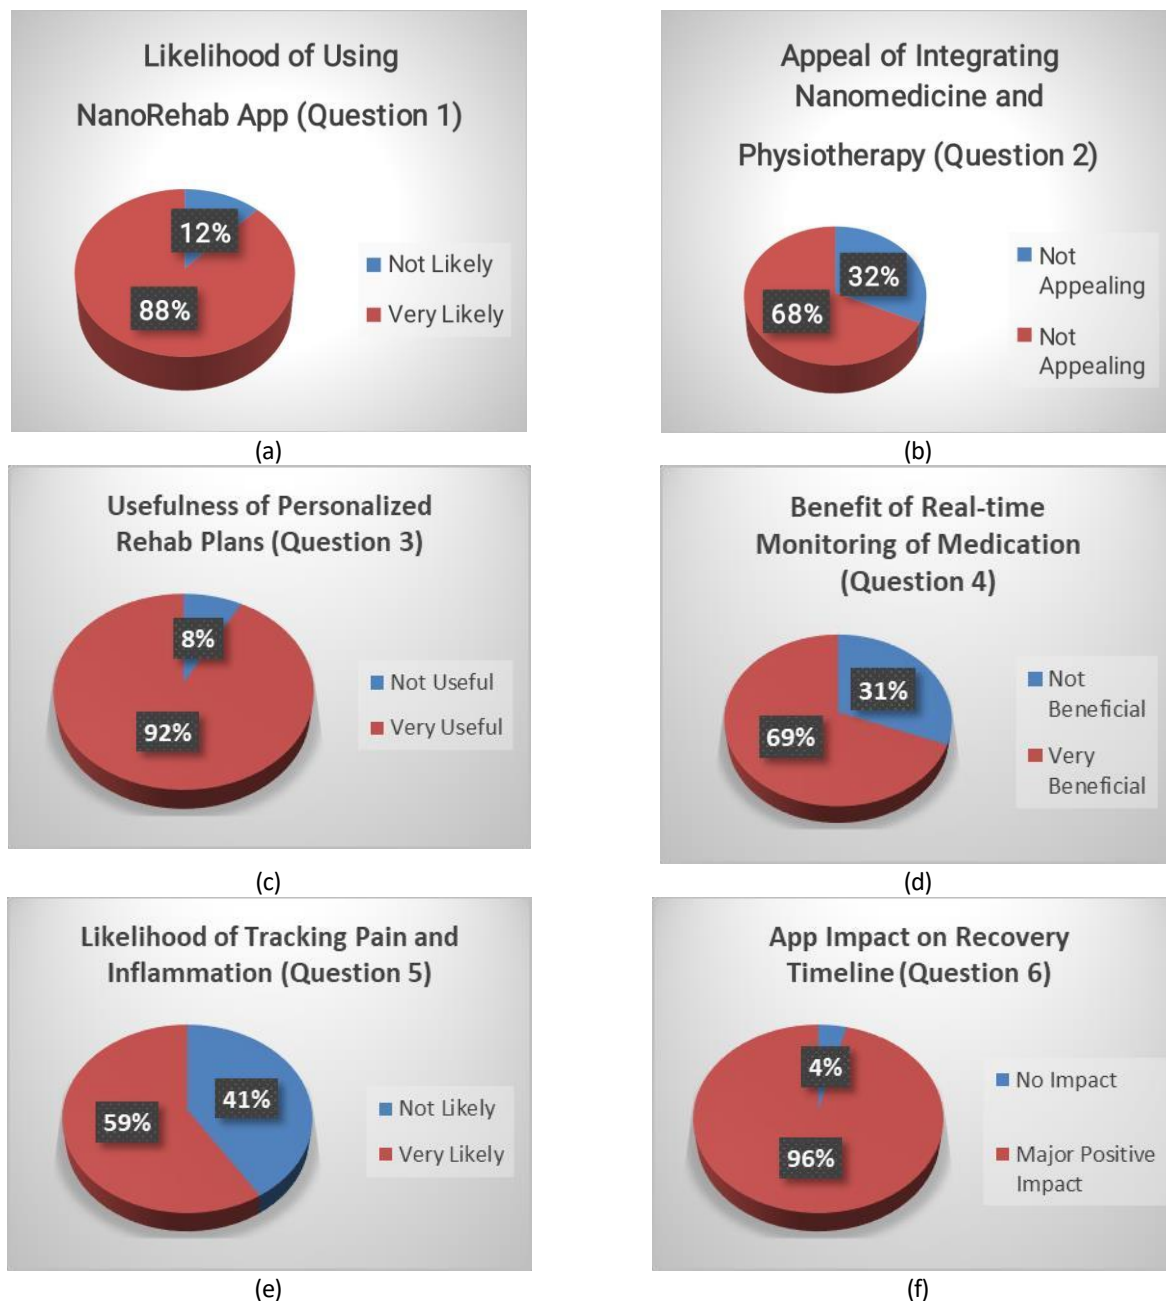 Likelihood of Using
NanoRehab App (Question 1)
12%
88%
Not Likely
Very Likely
(a)
Appeal of Integrating
Nanomedicine and
Physiotherapy (Question 2)
32%
68%
Not
Appealing
Not
Appealing
(b)
Usefulness of Personalized
Rehab Plans (Question 3)
8%
92%
Not Useful
Very Useful
(c)
Benefit of Real-time
Monitoring of Medication
(Question 4)
31%
69%
Not
Beneficial
Very
Beneficial
(d)
Likelihood of Tracking Pain and
Inflammation (Question 5)
41%
59%
Not Likely
Very Likely
(e)
App Impact on Recovery
Timeline (Question 6)
4%
96%
No Impact
Major Positive
Impact
(f)